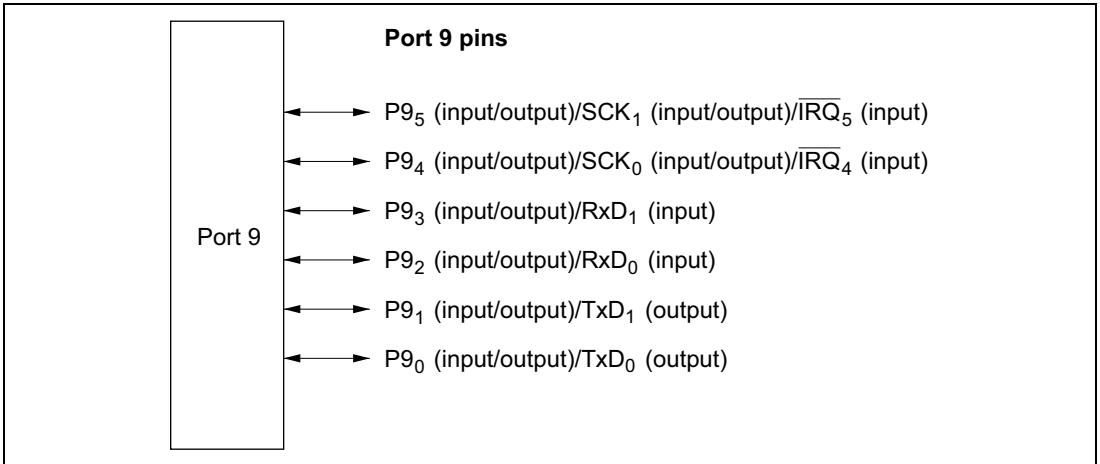 Port 9 pins
P9₅ (input/output)/SCK₁ (input/output)/I̅R̅Q̅₅ (input)
P9₄ (input/output)/SCK₀ (input/output)/I̅R̅Q̅₄ (input)
P9₃ (input/output)/RxD₁ (input)
Port 9
P9₂ (input/output)/RxD₀ (input)
P9₁ (input/output)/TxD₁ (output)
P9₀ (input/output)/TxD₀ (output)